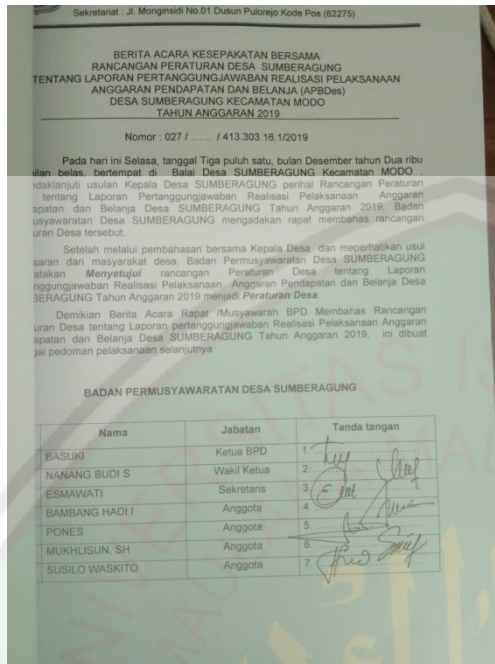 Sekretariat : Jl. Monginsidi No.01 Dusun Pulorejo Kode Pos (62275)
BERITA ACARA KESEPAKATAN BERSAMA
RANCANGAN PERATURAN DESA SUMBERAGUNG
TENTANG LAPORAN PERTANGGUNGJAWABAN REALISASI PELAKSANAAN
ANGGARAN PENDAPATAN DAN BELANJA (APBDes)
DESA SUMBERAGUNG KECAMATAN MODO
TAHUN ANGGARAN 2019
Nomor : 027 / ....... / 413.303.16.1/2019
Pada hari ini Selasa, tanggal Tiga puluh satu, bulan Desember tahun Dua ribu
ilan belas, bertempat di Balai Desa SUMBERAGUNG Kecamatan MODO ,
ndaklanjuti usulan Kepala Desa SUMBERAGUNG perihal Rancangan Peraturan
tentang Laporan Pertanggungjawaban Realisasi Pelaksanaan Anggaran
apatan dan Belanja Desa SUMBERAGUNG Tahun Anggaran 2019, Badan
usyawaratan Desa SUMBERAGUNG mengadakan rapat membahas rancangan
uran Desa tersebut.
Setelah melalui pembahasan bersama Kepala Desa dan meperhatikan usul
saran dari masyarakat desa, Badan Permusyawaratan Desa SUMBERAGUNG
atakan Menyetujui rancangan Peraturan Desa tentang Laporan
nggungjawaban Realisasi Pelaksanaan Anggaran Pendapatan dan Belanja Desa
BERAGUNG Tahun Anggaran 2019 menjadi Peraturan Desa.
Demikian Berita Acara Rapat /Musyawarah BPD Membahas Rancangan
uran Desa tentang Laporan pertanggungjawaban Realisasi Pelaksanaan Anggaran
apatan dan Belanja Desa SUMBERAGUNG Tahun Anggaran 2019, ini dibuat
gai pedoman pelaksanaan selanjutnya
BADAN PERMUSYAWARATAN DESA SUMBERAGUNG
Nama Jabatan Tanda tangan
BASUKI Ketua BPD 1.
NANANG BUDI S Wakil Ketua 2.
ESMAWATI Sekretaris 3.
BAMBANG HADI I Anggota 4.
PONES Anggota 5.
MUKHLISUN, SH Anggota 6.
SUSILO WASKITO Anggota 7.